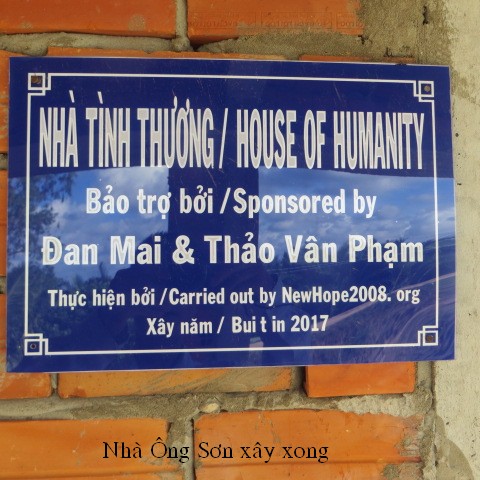 NHÀ TÌNH THƯƠNG / HOUSE OF HUMANITY
Bảo trợ bởi / Sponsored by
Đan Mai & Thảo Vân Phạm
Thực hiện bởi / Carried out by NewHope2008. org
Xây năm / Bui t in 2017
Nhà Ông Sơn xây xong